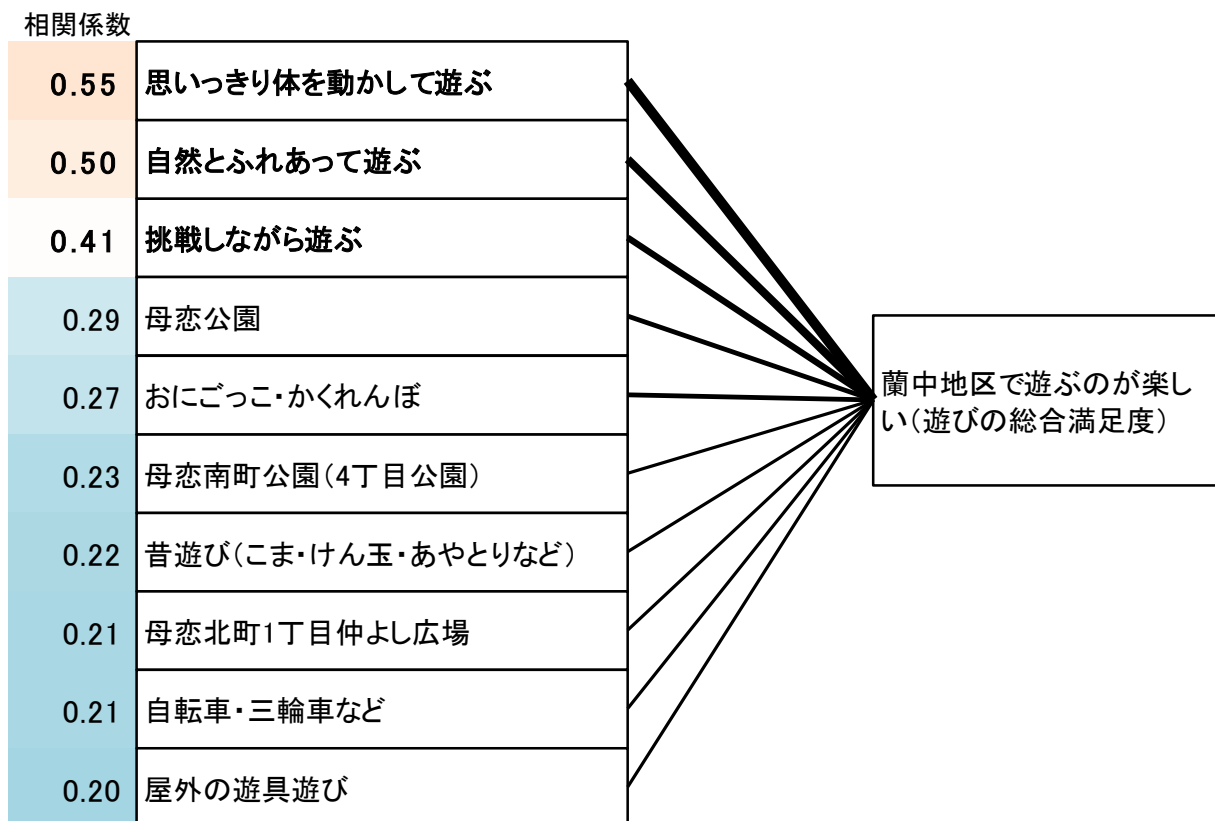 相関係数
0.55 思いっきり体を動かして遊ぶ
0.50 自然とふれあって遊ぶ
0.41 挑戦しながら遊ぶ
0.29 母恋公園
0.27 おにごっこ・かくれんぼ
0.23 母恋南町公園(4丁目公園)
0.22 昔遊び(こま・けん玉・あやとりなど)
0.21 母恋北町1丁目仲よし広場
0.21 自転車・三輪車など
0.20 屋外の遊具遊び
蘭中地区で遊ぶのが楽し
い(遊びの総合満足度)